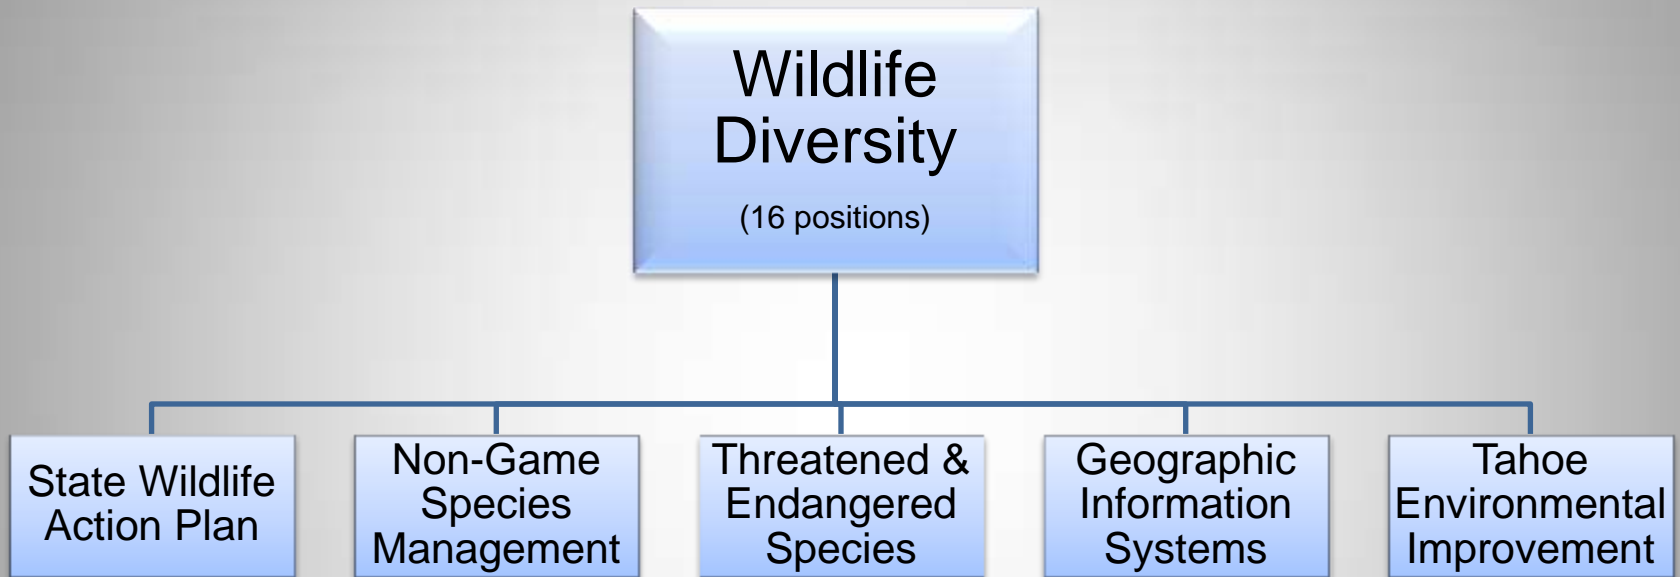 Wildlife
Diversity
(16 positions)
State Wildlife
Action Plan
Non-Game
Species
Management
Threatened &
Endangered
Species
Geographic
Information
Systems
Tahoe
Environmental
Improvement